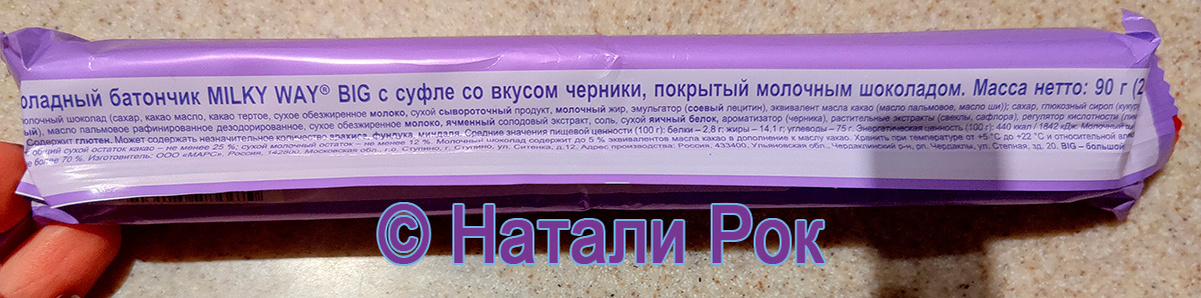 оладный батончик MILKY WAY® BIG с суфле со вкусом черники, покрытый молочным шоколадом. Масса нетто: 90 г (2
олочный шоколад (сахар, какао масло, какао тертое, сухое обезжиренное молоко, сухой сывороточный продукт, молочный жир, эмульгатор (соевый лецитин), эквивалент масла какао (масло пальмовое, масло ши)); сахар, глюкозный сироп (куку
ый), масло пальмовое рафинированное дезодорированное, сухое обезжиренное молоко, ячменный солодовый экстракт, соль, сухой яичный белок, ароматизатор (черника), растительные экстракты (свеклы, сафлора), регулятор кислотности (ли
Содержит глютен. Может содержать незначительное количество арахиса, фундука, миндаля. Средние значения пищевой ценности (100 г): белки – 2,8 г; жиры – 14,1 г; углеводы – 75 г. Энергетическая ценность (100 г): 440 ккал / 1842 кДж. Молочный
общий сухой остаток какао – не менее 25 %; сухой молочный остаток – не менее 12 %. Молочный шоколад содержит до 5 % эквивалентов масла какао в дополнение к маслу какао. Хранить при температуре от +5 °C до +22 °C и относительной
более 70 %. Изготовитель: ООО «МАРС», Россия, 142800, Московская обл., г.о. Ступино, г. Ступино, ул. Ситенка, д.12. Адрес производства: Россия, 433400, Ульяновская обл., Чердаклинский р-н, рп. Чердаклы, ул. Степная, зд. 20. BIG – большой
© Натали Рок